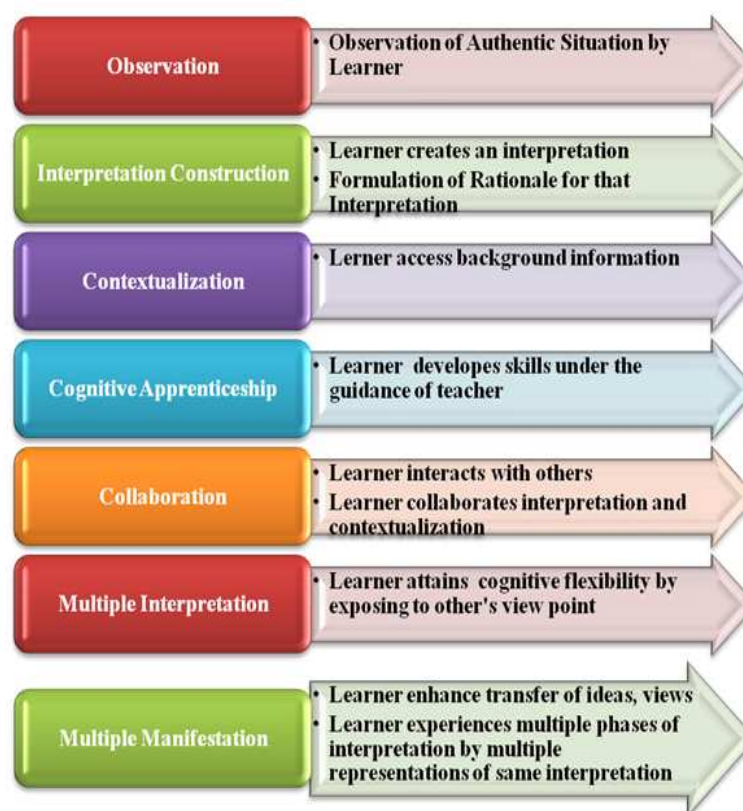 Observation
• Observation of Authentic Situation by
Learner
Interpretation Construction
• Learner creates an interpretation
• Formulation of Rationale for that
Interpretation
Contextualization
• Lerner access background information
Cognitive Apprenticeship
• Learner developes skills under the
guidance of teacher
Collaboration
• Learner interacts with others
• Learner collaborates interpretation and
contextualization
Multiple Interpretation
• Learner attains cognitive flexibility by
exposing to other's view point
Multiple Manifestation
• Learner enhance transfer of ideas, views
• Learner experiences multiple phases of
interpretation by multiple
representations of same interpretation